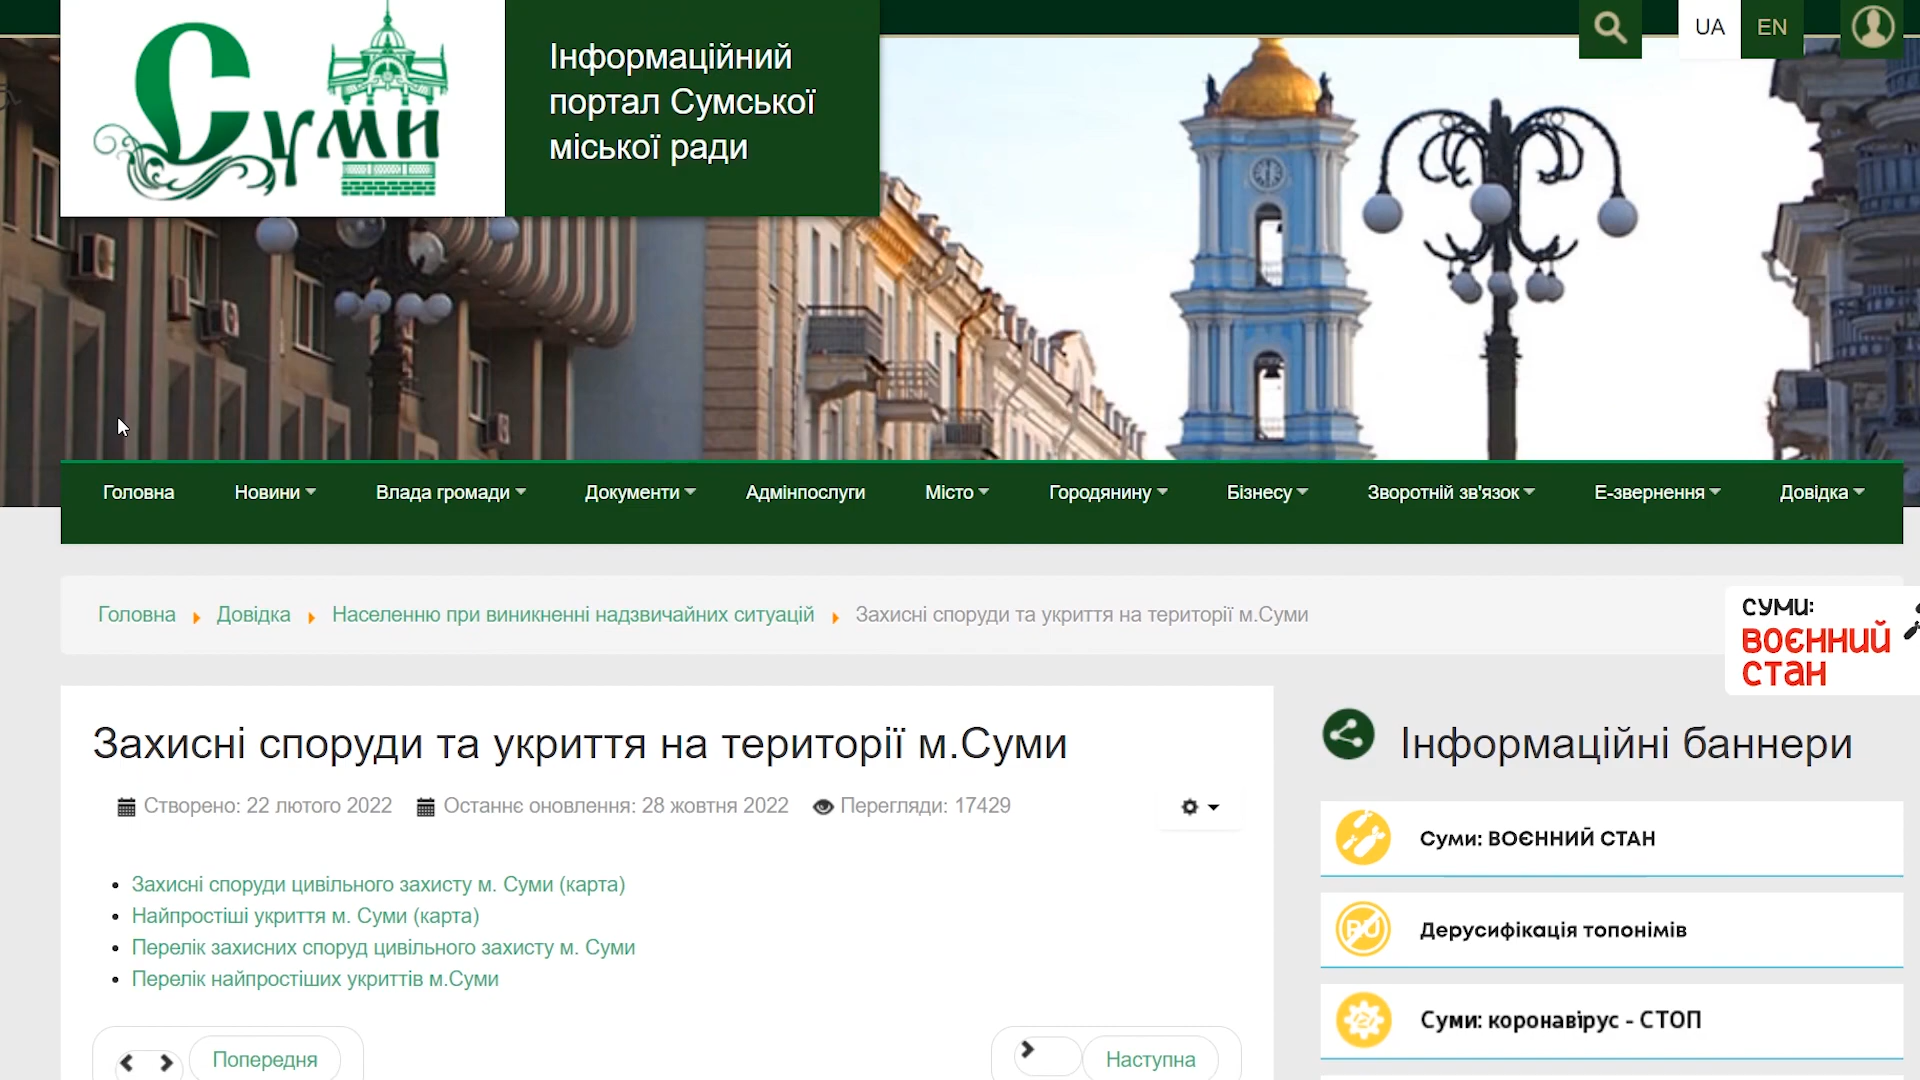 Суми
Інформаційний
портал Сумської
міської ради
UA
EN
Головна
Новини
Влада громади
Документи
Адмінпослуги
Місто
Городянину
Бізнесу
Зворотній зв'язок
Е-звернення
Довідка
Головна
Довідка
Населенню при виникненні надзвичайних ситуацій
Захисні споруди та укриття на території м.Суми
СУМИ:
ВОЄННИЙ
СТАН
Захисні споруди та укриття на території м.Суми
Створено: 22 лютого 2022
Останнє оновлення: 28 жовтня 2022
Перегляди: 17429
Захисні споруди цивільного захисту м. Суми (карта)
Найпростіші укриття м. Суми (карта)
Перелік захисних споруд цивільного захисту м. Суми
Перелік найпростіших укриттів м.Суми
Попередня
Наступна
Інформаційні баннери
Суми: ВОЄННИЙ СТАН
RU
Дерусифікація топонімів
Суми: коронавірус - СТОП